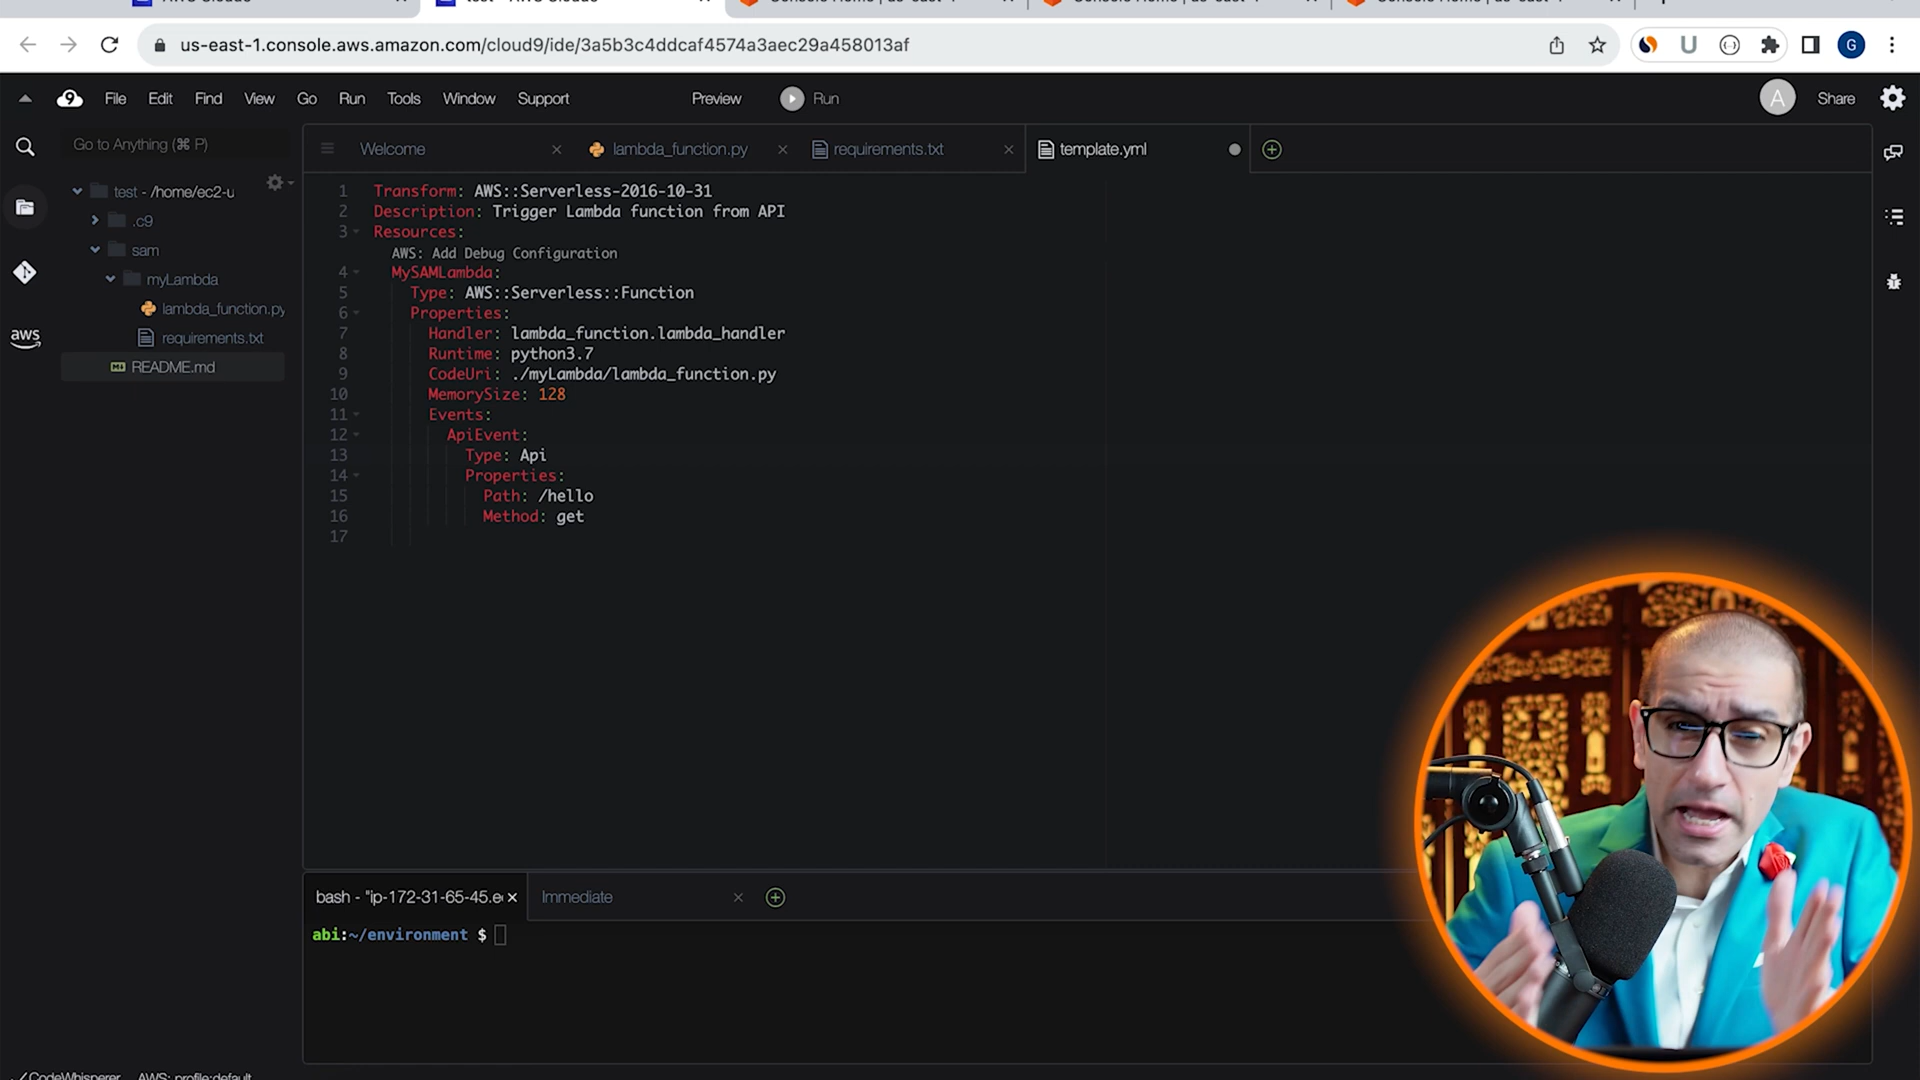 us-east-1.console.aws.amazon.com/cloud9/ide/3a5b3c4ddcaf4574a3aec29a458013af
G
9 File Edit Find View Go Run Tools Window Support Preview Run
A Share
Go to Anything (⌘ P)
Welcome
lambda_function.py
requirements.txt
template.yml
test - /home/ec2-u
.c9
sam
myLambda
lambda_function.py
requirements.txt
README.md
aws
1 Transform: AWS::Serverless-2016-10-31
2 Description: Trigger Lambda function from API
3 Resources:
AWS: Add Debug Configuration
4 MySAMLambda:
5 Type: AWS::Serverless::Function
6 Properties:
7 Handler: lambda_function.lambda_handler
8 Runtime: python3.7
9 CodeUri: ./myLambda/lambda_function.py
10 MemorySize: 128
11 Events:
12 ApiEvent:
13 Type: Api
14 Properties:
15 Path: /hello
16 Method: get
17
bash - "ip-172-31-65-45.e
Immediate
abi:~/environment $
CodeWhisperer AWS: profile:default